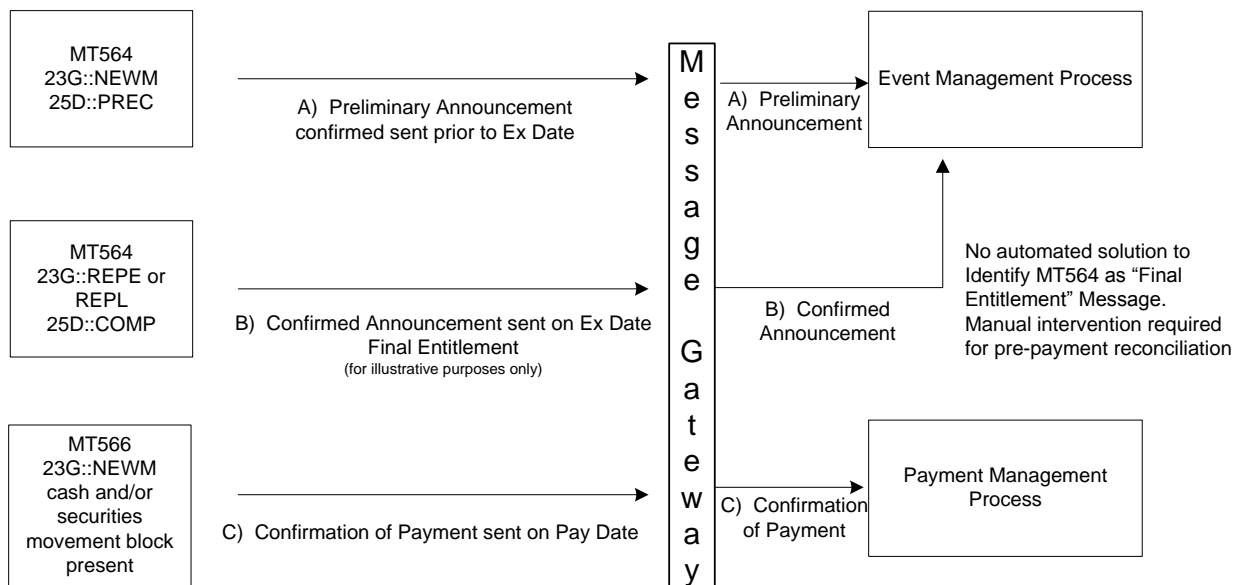 MT564
23G::NEWM
25D::PREC
A) Preliminary Announcement
confirmed sent prior to Ex Date
Message Gateway
A) Preliminary
Announcement
Event Management Process
MT564
23G::REPE or
REPL
25D::COMP
B) Confirmed Announcement sent on Ex Date
Final Entitlement
(for illustrative purposes only)
B) Confirmed
Announcement
No automated solution to
Identify MT564 as “Final
Entitlement” Message.
Manual intervention required
for pre-payment reconciliation
MT566
23G::NEWM
cash and/or
securities
movement block
present
C) Confirmation of Payment sent on Pay Date
C) Confirmation
of Payment
Payment Management
Process